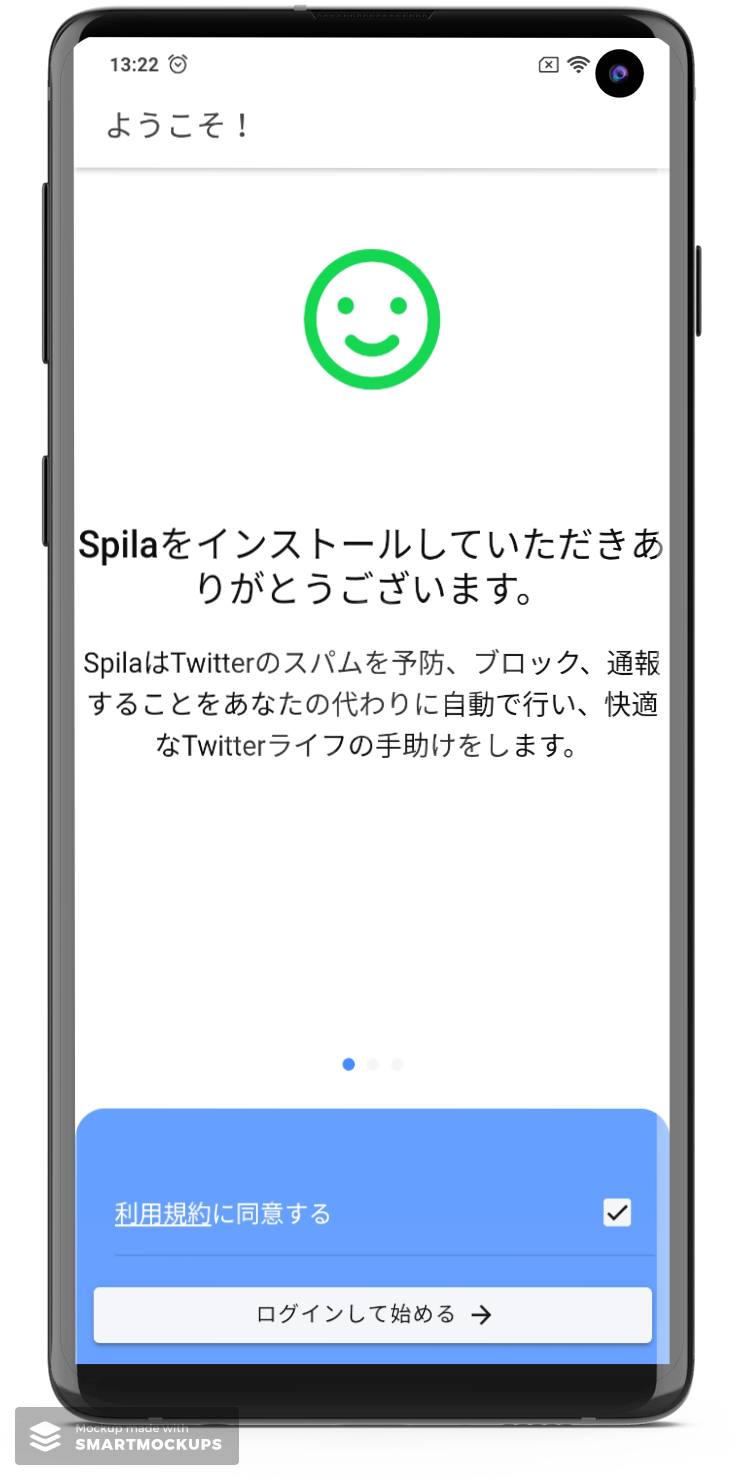 13:22
ようこそ！
Spilaをインストールしていただきあ
りがとうございます。
SpilaはTwitterのスパムを予防、ブロック、通報
することをあなたの代わりに自動で行い、快適
なTwitterライフの手助けをします。
利用規約に同意する
ログインして始める →
Mockup made with
SMARTMOCKUPS